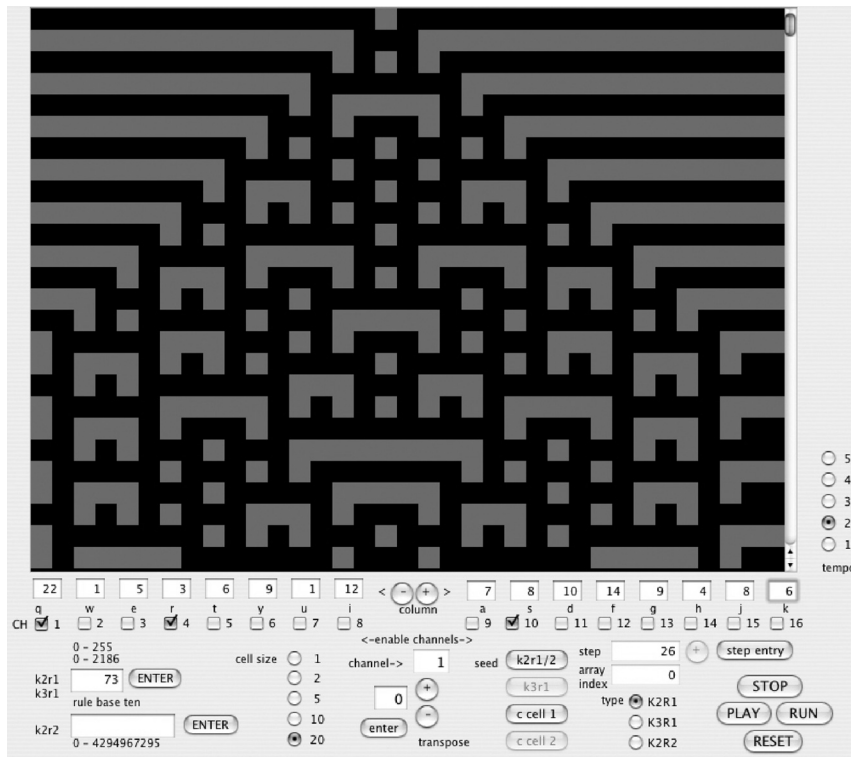 5
4
3
2
1
tempo
22 1 5 3 6 9 1 12 < - + > 7 8 10 14 9 4 8 6
q w e r t y u i column a s d f g h j k
CH 1 2 3 4 5 6 7 8 9 10 11 12 13 14 15 16
<-enable channels->
0 - 255
0 - 2186
k2r1 73 ENTER
k3r1
rule base ten
k2r2 ENTER
0 - 4294967295
cell size 1
2
5
10
20
channel-> 1
0 +
-
enter
transpose
seed k2r1/2
k3r1
c cell 1
c cell 2
step 26 + step entry
array
index 0
type K2R1
K3R1
K2R2
STOP
PLAY RUN
RESET